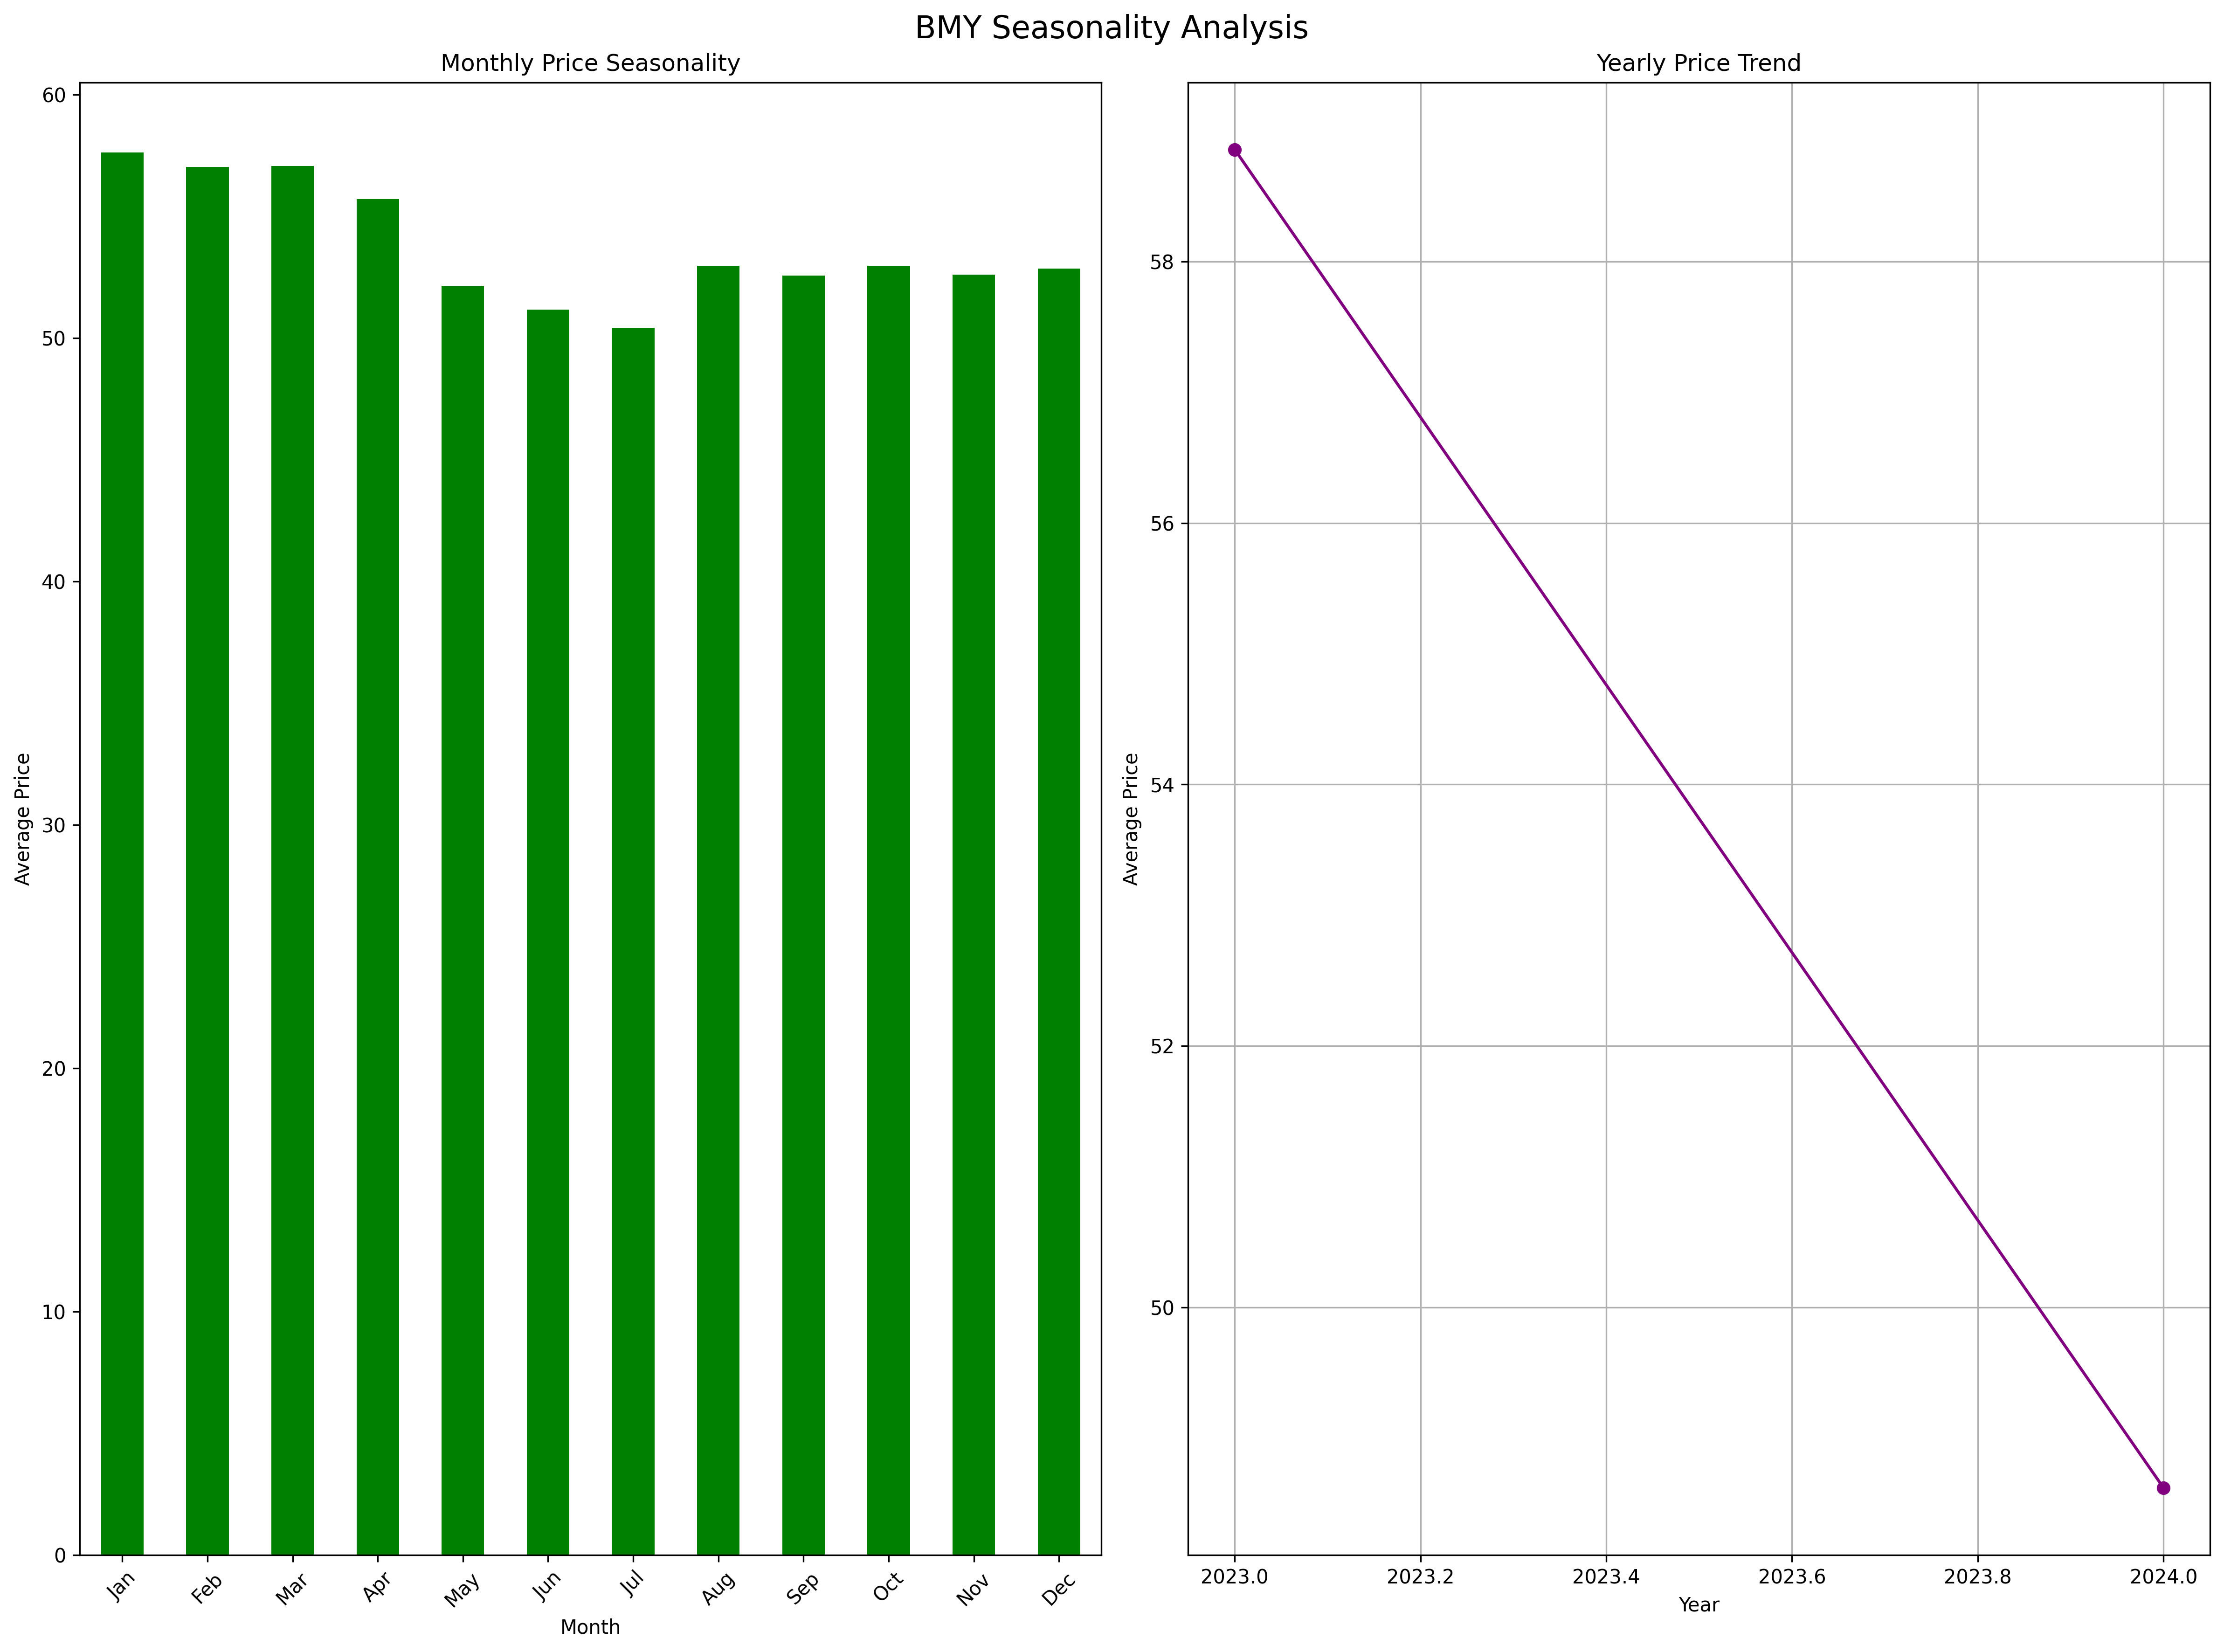 BMY Seasonality Analysis
Monthly Price Seasonality
Average Price
60
50
40
30
20
10
0
Jan Feb Mar Apr May Jun Jul Aug Sep Oct Nov Dec
Month
Yearly Price Trend
Average Price
58
56
54
52
50
2023.0 2023.2 2023.4 2023.6 2023.8 2024.0
Year